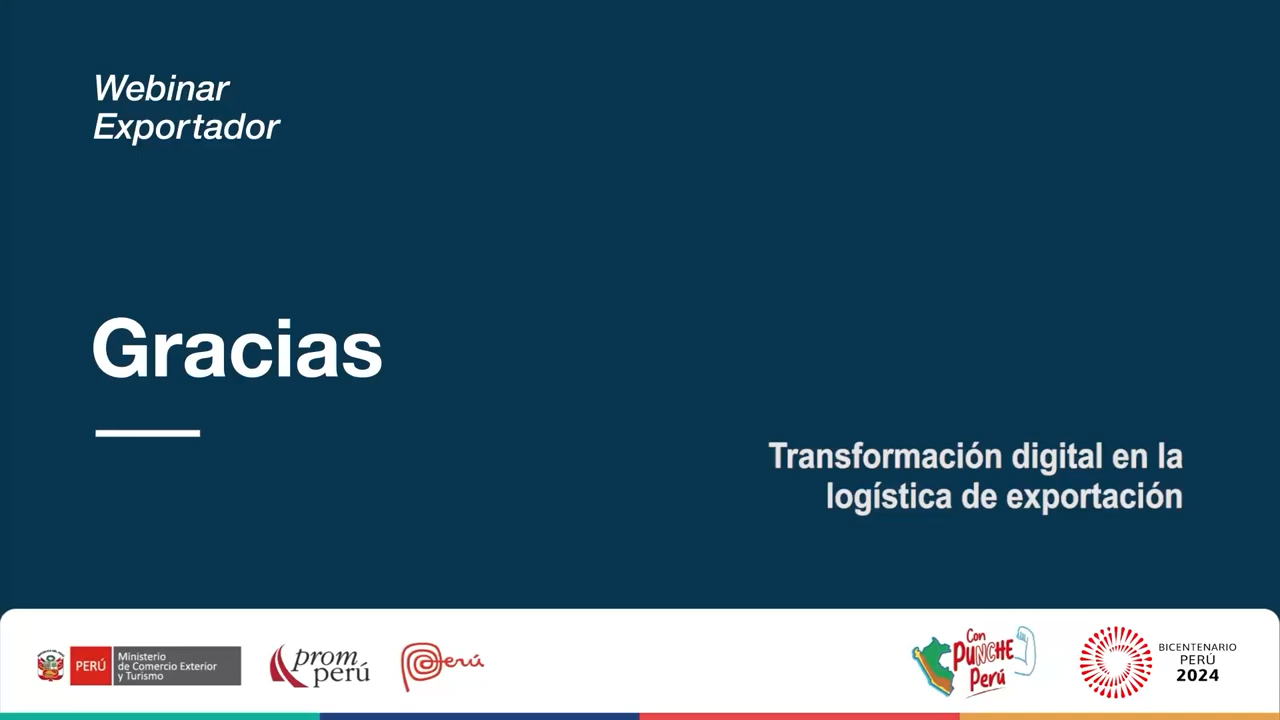 Webinar
Exportador
Gracias
Transformación digital en la
logística de exportación
PERÚ
Ministerio
de Comercio Exterior
y Turismo
prom
perú
Perú
Con
PUNCHE
Perú
BICENTENARIO
PERÚ
2024